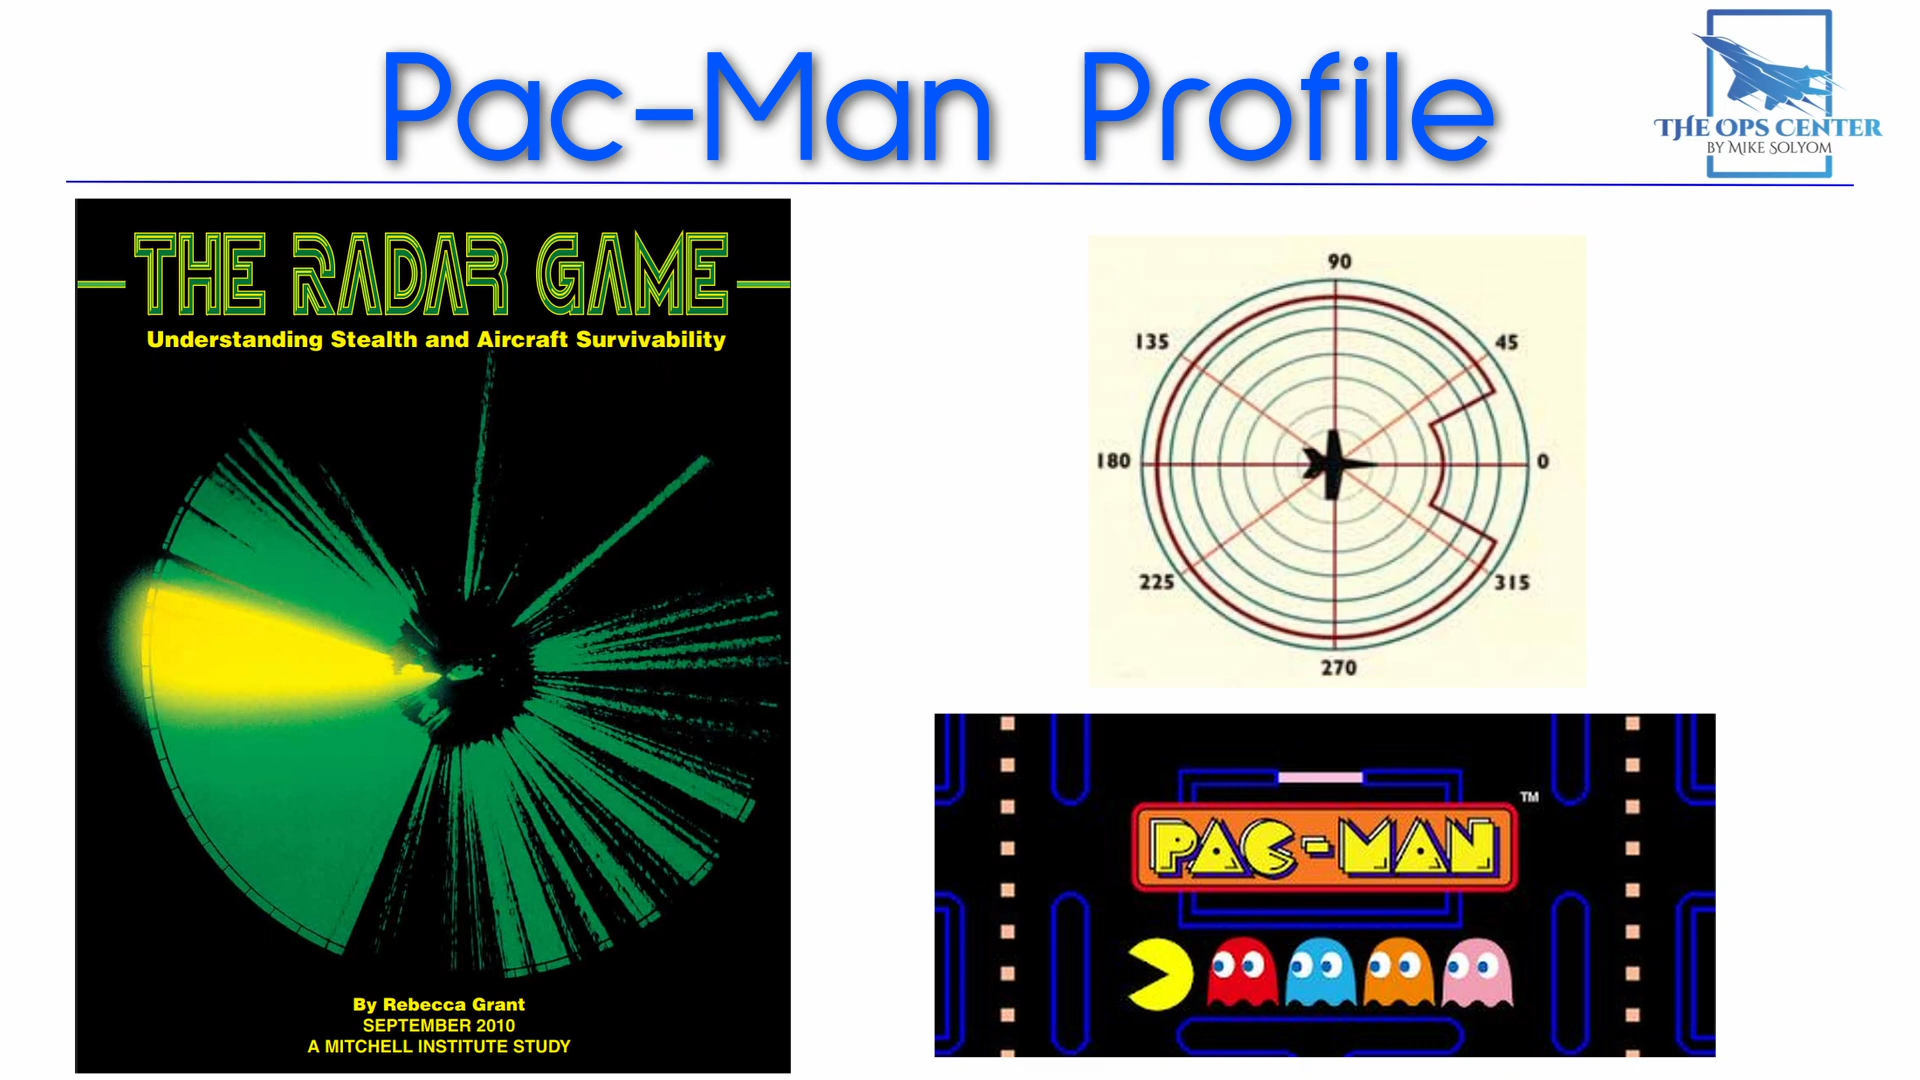 Pac-Man Profile
THE OPS CENTER
BY MIKE SOLYOM
THE RADAR GAME
Understanding Stealth and Aircraft Survivability
By Rebecca Grant
SEPTEMBER 2010
A MITCHELL INSTITUTE STUDY
90
135
45
180
0
225
315
270
PAC-MAN
TM